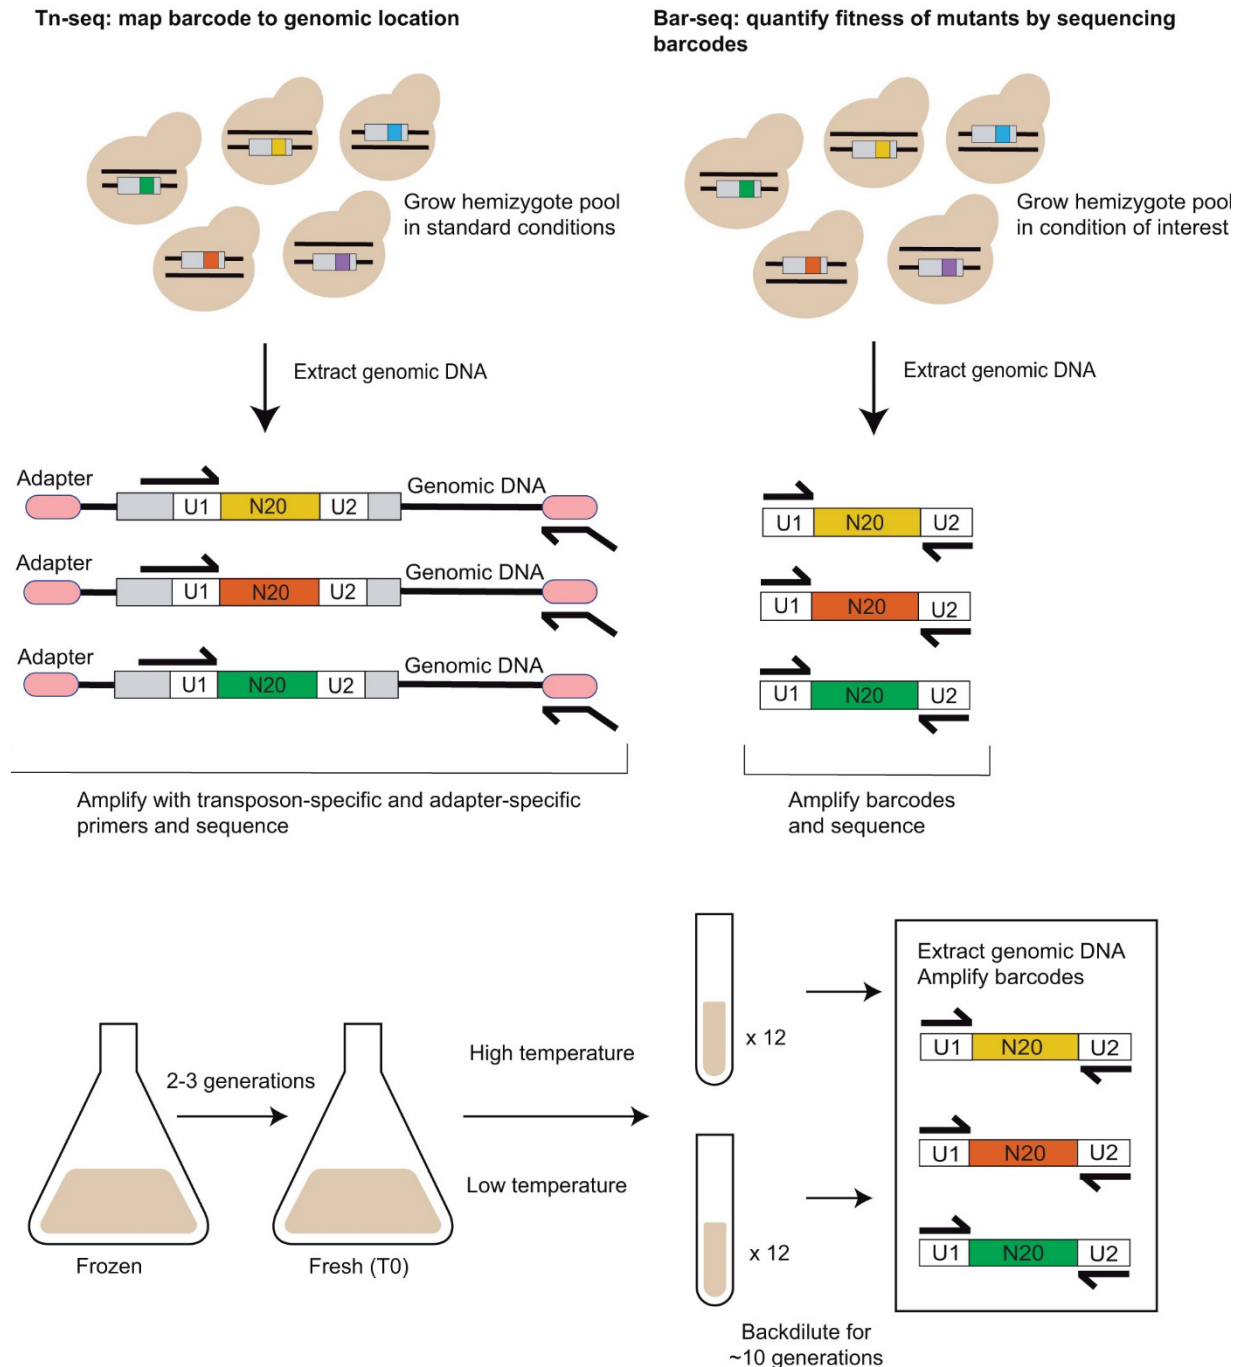 Tn-seq: map barcode to genomic location
Bar-seq: quantify fitness of mutants by sequencing
barcodes
Grow hemizygote pool
in standard conditions
Grow hemizygote pool
in condition of interest
Extract genomic DNA
Extract genomic DNA
Adapter
Genomic DNA
U1 N20 U2
Adapter
Genomic DNA
U1 N20 U2
Adapter
Genomic DNA
U1 N20 U2
U1 N20 U2
U1 N20 U2
U1 N20 U2
Amplify with transposon-specific and adapter-specific
primers and sequence
Amplify barcodes
and sequence
2-3 generations
Frozen
Fresh (T0)
High temperature
Low temperature
x 12
x 12
Backdilute for
~10 generations
Extract genomic DNA
Amplify barcodes
U1 N20 U2
U1 N20 U2
U1 N20 U2